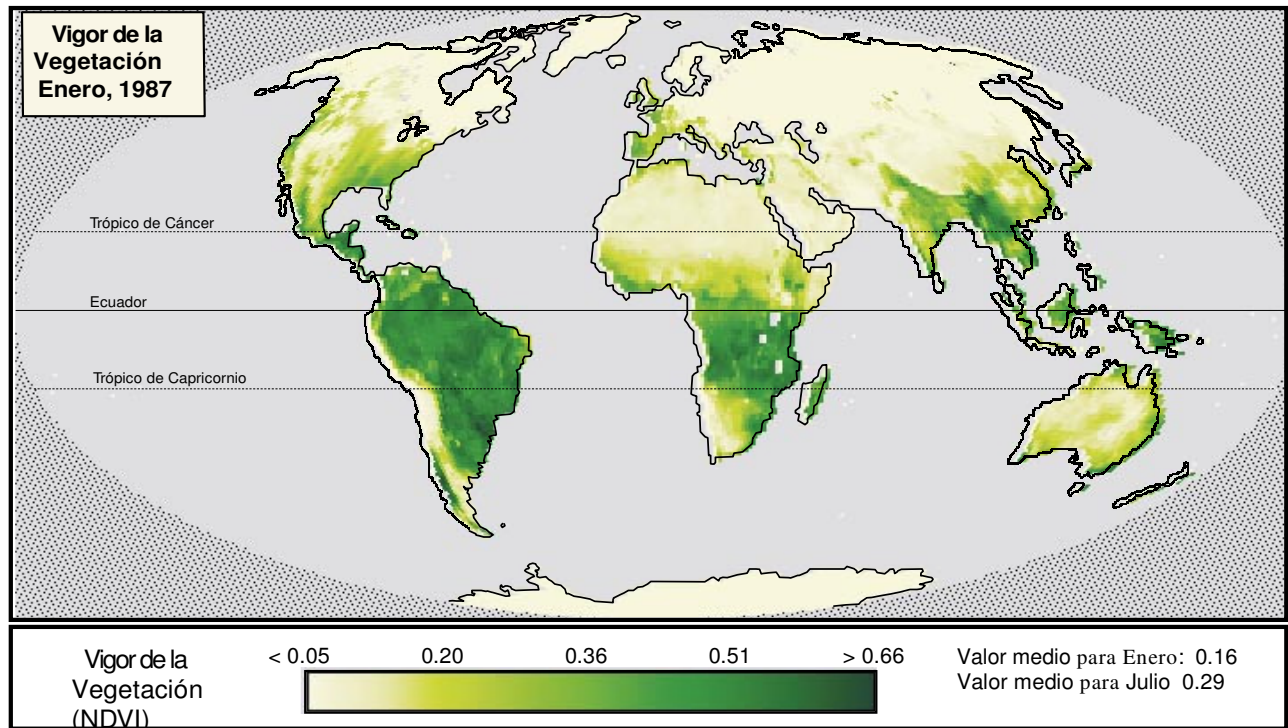 Vigor de la
Vegetación
Enero, 1987
Trópico de Cáncer
Ecuador
Trópico de Capricornio
Vigor de la
Vegetación
(NDVI)
< 0.05 0.20 0.36 0.51 > 0.66
Valor medio para Enero: 0.16
Valor medio para Julio 0.29